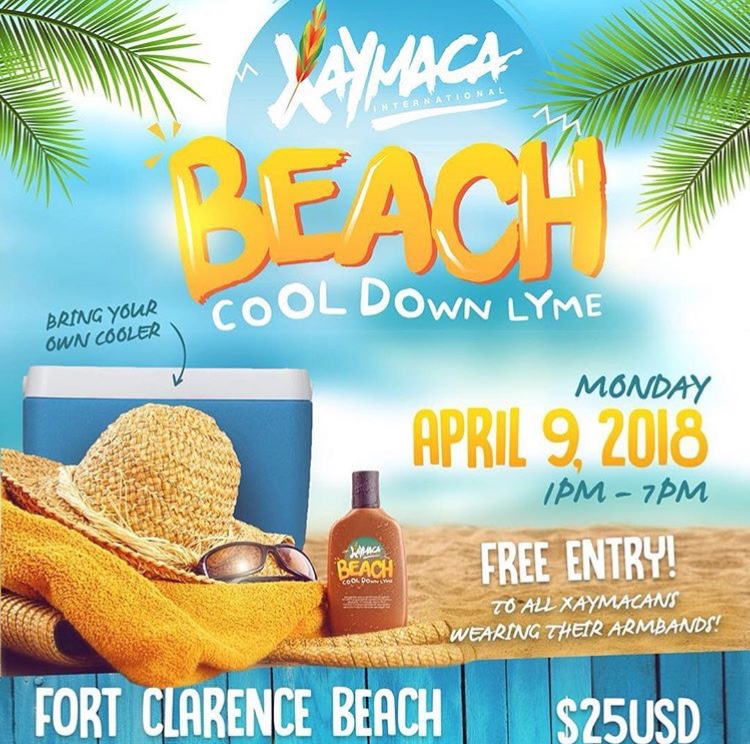 XAYMACA
INTERNATIONAL
BEACH
COOL DOWN LYME
BRING YOUR
OWN COOLER
MONDAY
APRIL 9, 2018
1PM - 7PM
XAYMACA
BEACH
COOL DOWN LYME
FREE ENTRY!
TO ALL XAYMACANS
WEARING THEIR ARMBANDS!
FORT CLARENCE BEACH
$25USD